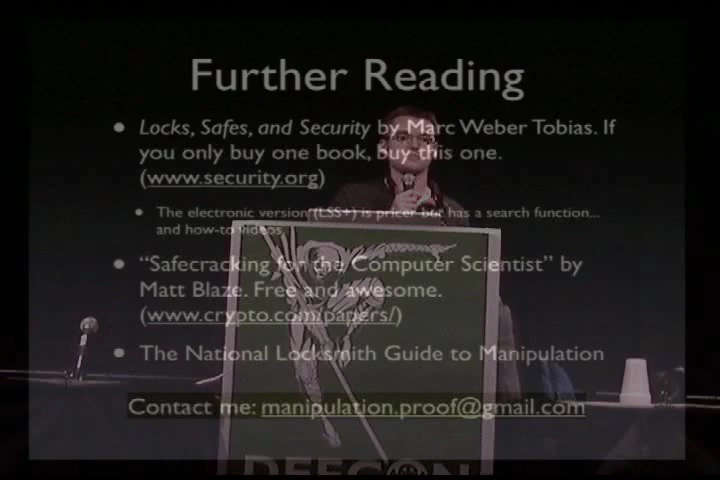 Further Reading
• Locks, Safes, and Security by Marc Weber Tobias. If
you only buy one book, buy this one.
(www.security.org)
• The electronic version (LSS+) is pricer but has a search function...
and how-to videos.
• “Safecracking for the Computer Scientist” by
Matt Blaze. Free and awesome.
(www.crypto.com/papers/)
• The National Locksmith Guide to Manipulation
Contact me: manipulation.proof@gmail.com
DEFCON